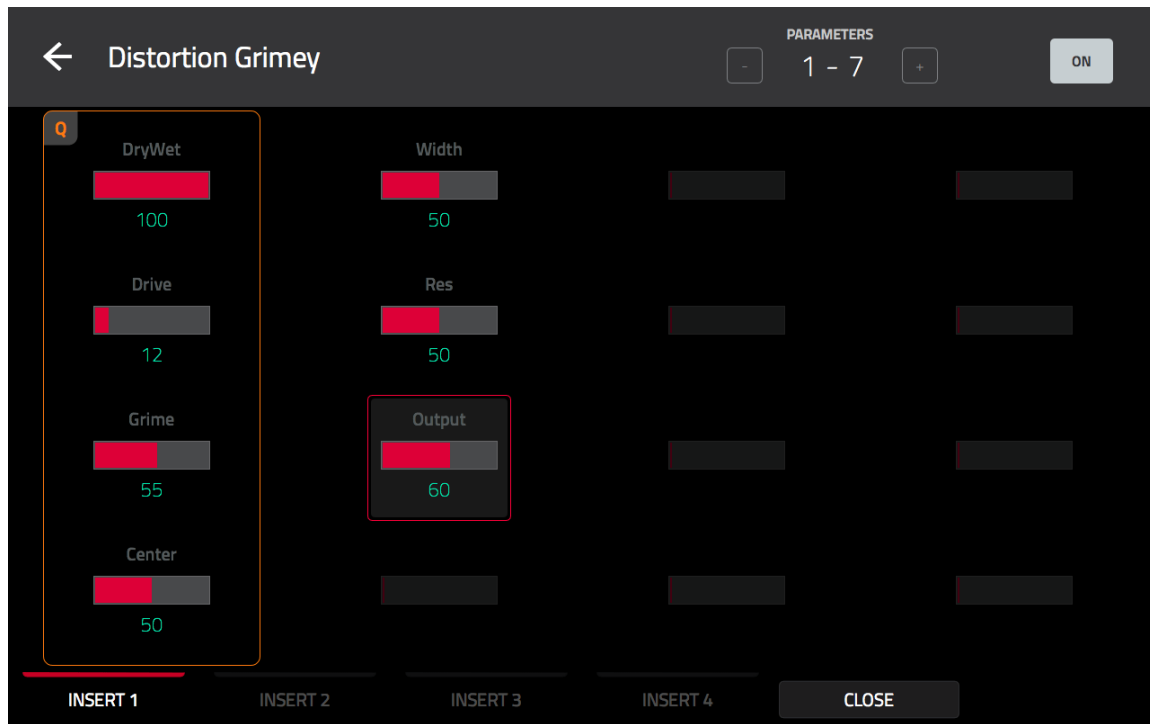 Distortion Grimey
PARAMETERS
- 1 - 7 +
ON
Q
DryWet
100
Width
50
Drive
12
Res
50
Grime
55
Output
60
Center
50
INSERT 1 INSERT 2 INSERT 3 INSERT 4 CLOSE